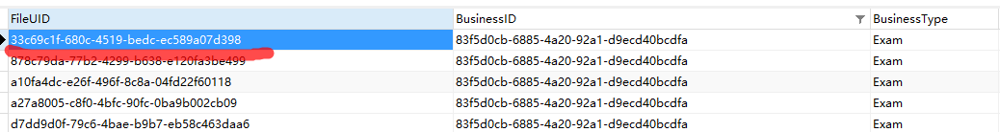 FileUID BusinessID BusinessType
33c69c1f-680c-4519-bedc-ec589a07d398 83f5d0cb-6885-4a20-92a1-d9ecd40bcdfa Exam
878c79da-77b2-4299-b638-e120fa3be499 83f5d0cb-6885-4a20-92a1-d9ecd40bcdfa Exam
a10fa4dc-e26f-496f-8c8a-04fd22f60118 83f5d0cb-6885-4a20-92a1-d9ecd40bcdfa Exam
a27a8005-c8f0-4bfc-90fc-0ba9b002cb09 83f5d0cb-6885-4a20-92a1-d9ecd40bcdfa Exam
d7dd9d0f-79c6-4bae-b9b7-eb58c463daa6 83f5d0cb-6885-4a20-92a1-d9ecd40bcdfa Exam